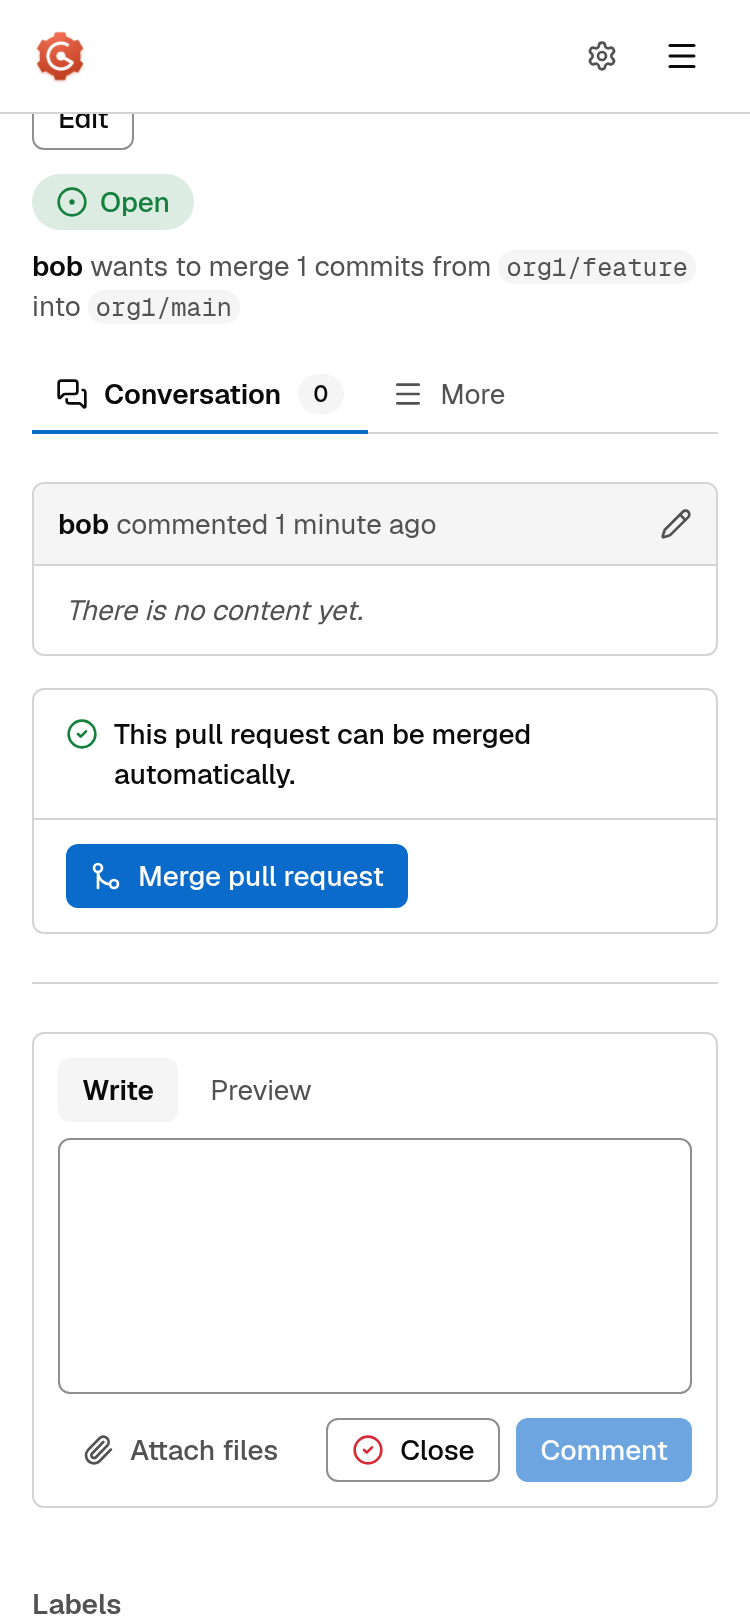 Edit
Open
bob wants to merge 1 commits from org1/feature
into org1/main
Conversation 0 More
bob commented 1 minute ago
There is no content yet.
This pull request can be merged
automatically.
Merge pull request
Write Preview
Attach files Close Comment
Labels